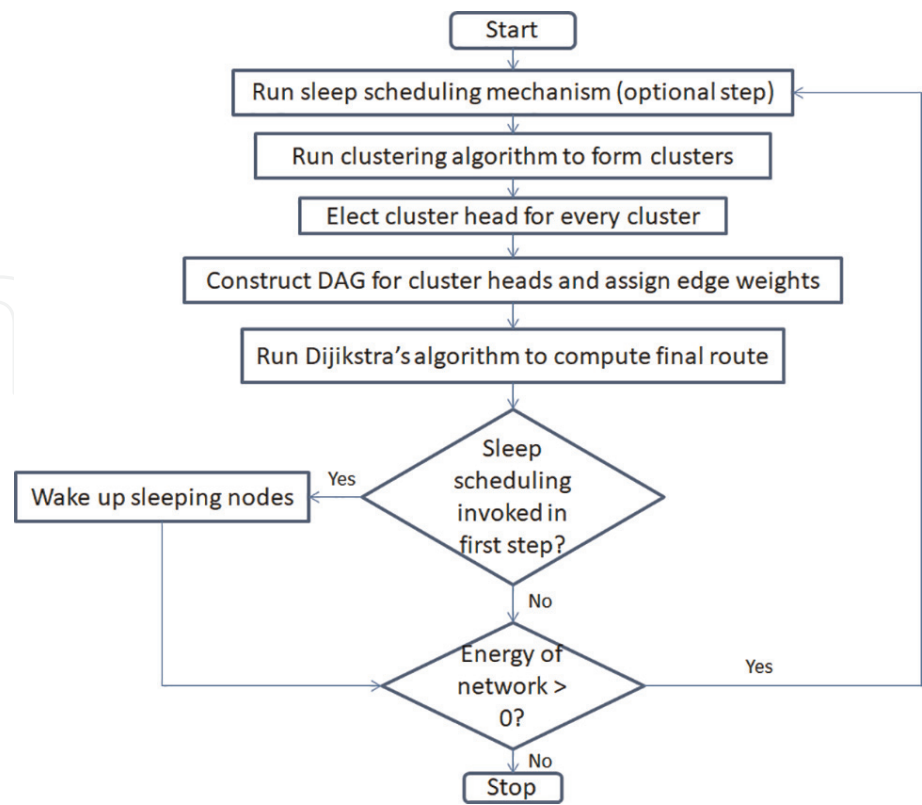 Start
Run sleep scheduling mechanism (optional step)
Run clustering algorithm to form clusters
Elect cluster head for every cluster
Construct DAG for cluster heads and assign edge weights
Run Dijikstra's algorithm to compute final route
Sleep
scheduling
invoked in
first step?
Yes
Wake up sleeping nodes
No
Energy of
network >
0?
Yes
No
Stop